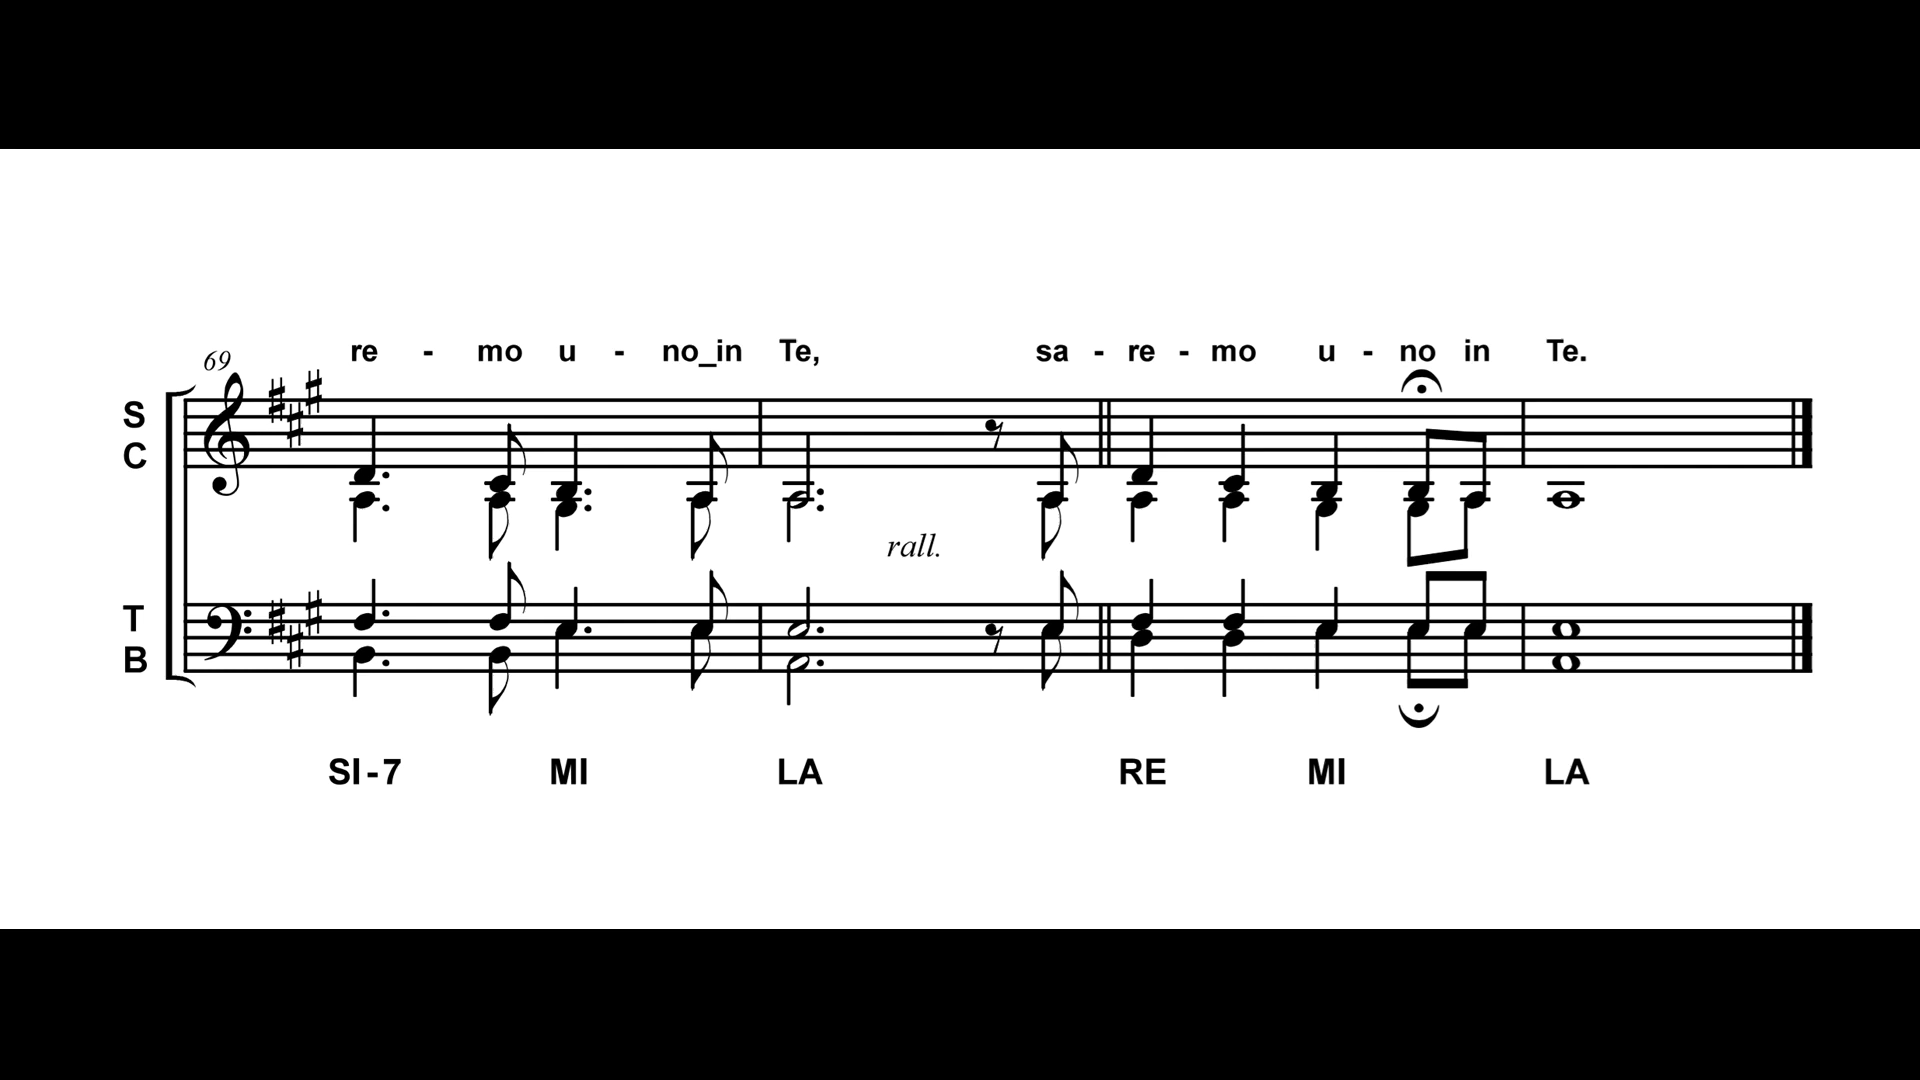 69 re - mo u - no_in Te, sa - re - mo u - no in Te.
S
C
rall.
T
B
SI-7 MI LA RE MI LA